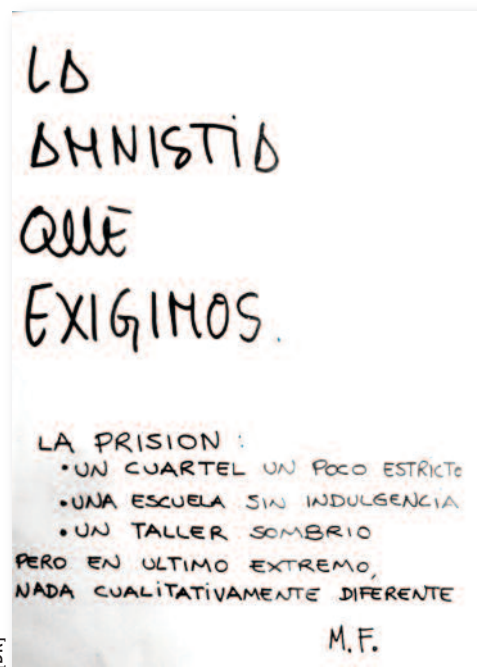 LA
AMNISTIA
QUE
EXIGIMOS.
LA PRISION:
•UN CUARTEL UN POCO ESTRICTO
•UNA ESCUELA SIN INDULGENCIA
•UN TALLER SOMBRIO
PERO EN ULTIMO EXTREMO,
NADA CUALITATIVAMENTE DIFERENTE
M.F.
[DR]